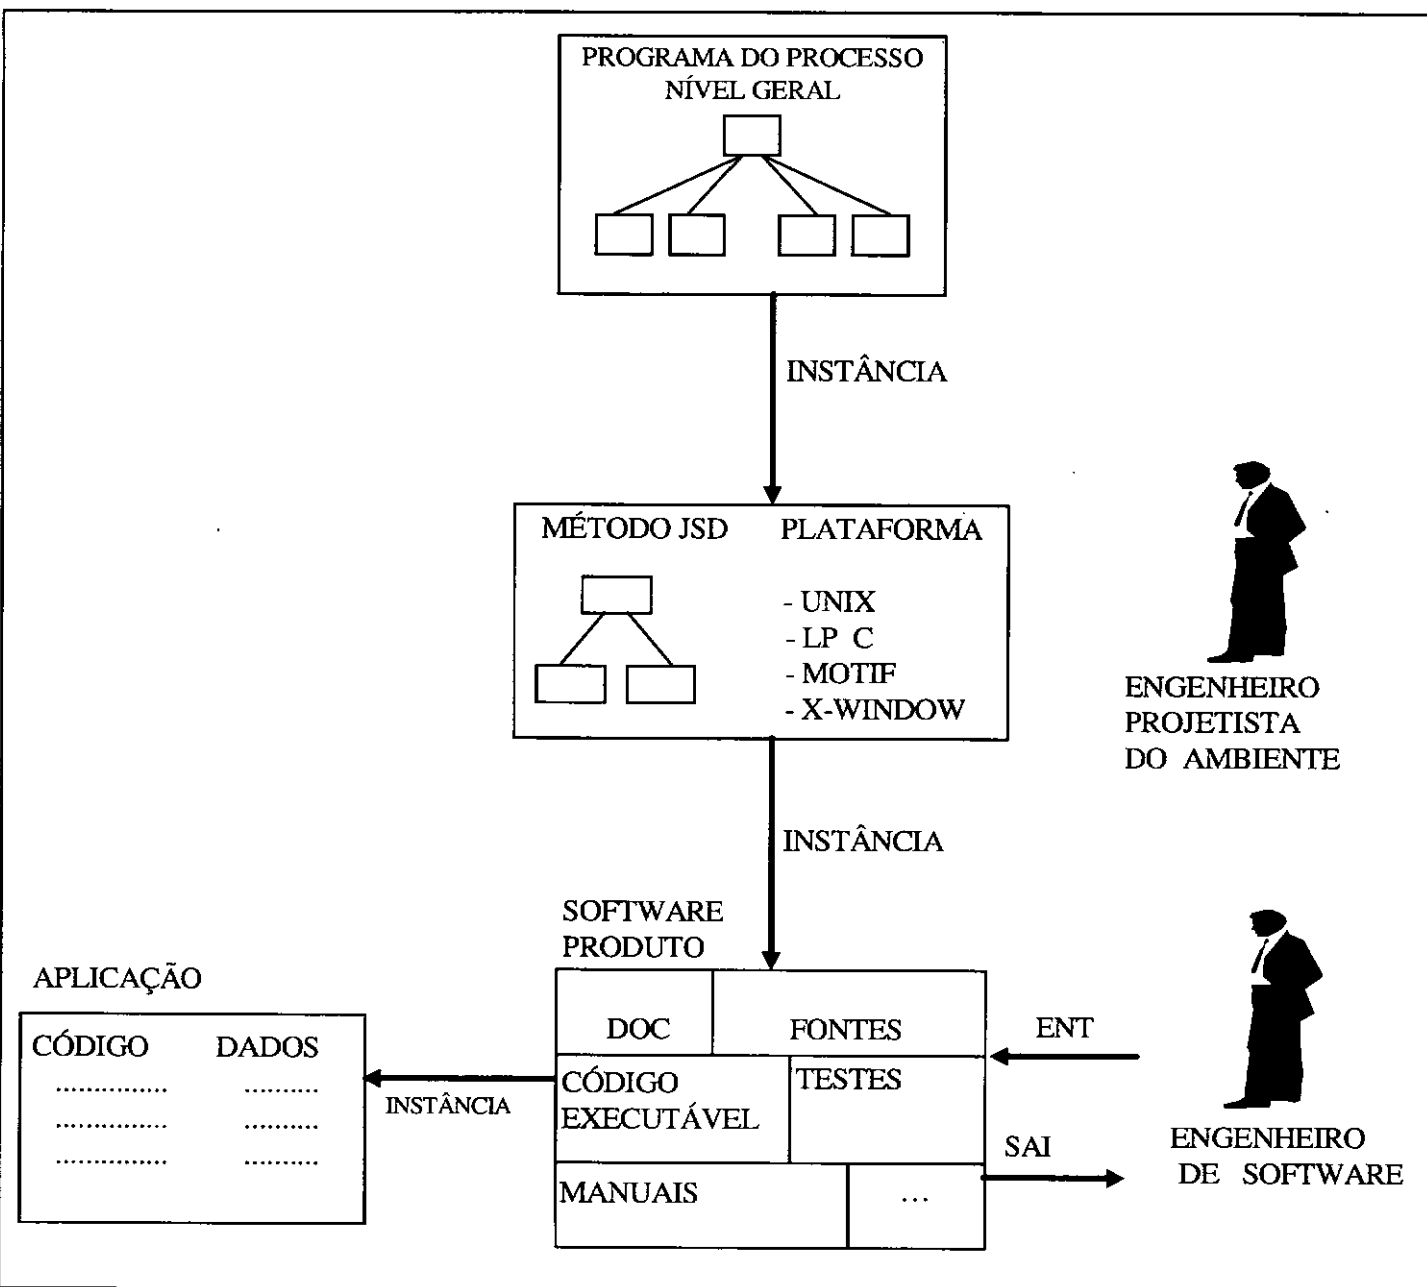 PROGRAMA DO PROCESSO
NÍVEL GERAL
INSTÂNCIA
MÉTODO JSD
PLATAFORMA
- UNIX
- LP C
- MOTIF
- X-WINDOW
ENGENHEIRO
PROJETISTA
DO AMBIENTE
INSTÂNCIA
SOFTWARE
PRODUTO
APLICAÇÃO
CÓDIGO DADOS
............... ..........
............... ..........
............... ..........
INSTÂNCIA
DOC
FONTES
CÓDIGO
EXECUTÁVEL
TESTES
MANUAIS
...
ENT
SAI
ENGENHEIRO
DE SOFTWARE